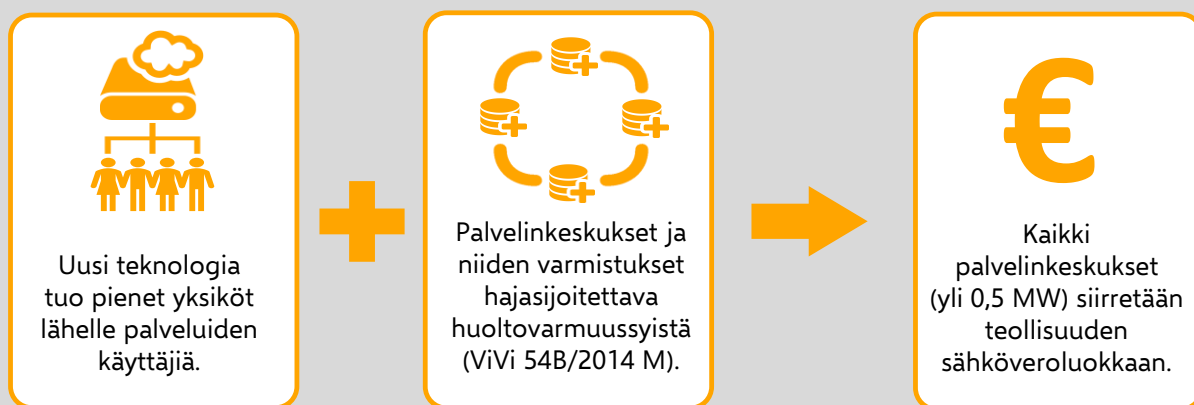 Uusi teknologia
tuo pienet yksiköt
lähelle palveluiden
käyttäjiä.
Palvelinkeskukset ja
niiden varmistukset
hajasijoitettava
huoltovarmuussyistä
(ViVi 54B/2014 M).
€
Kaikki
palvelinkeskukset
(yli 0,5 MW) siirretään
teollisuuden
sähköveroluokkaan.